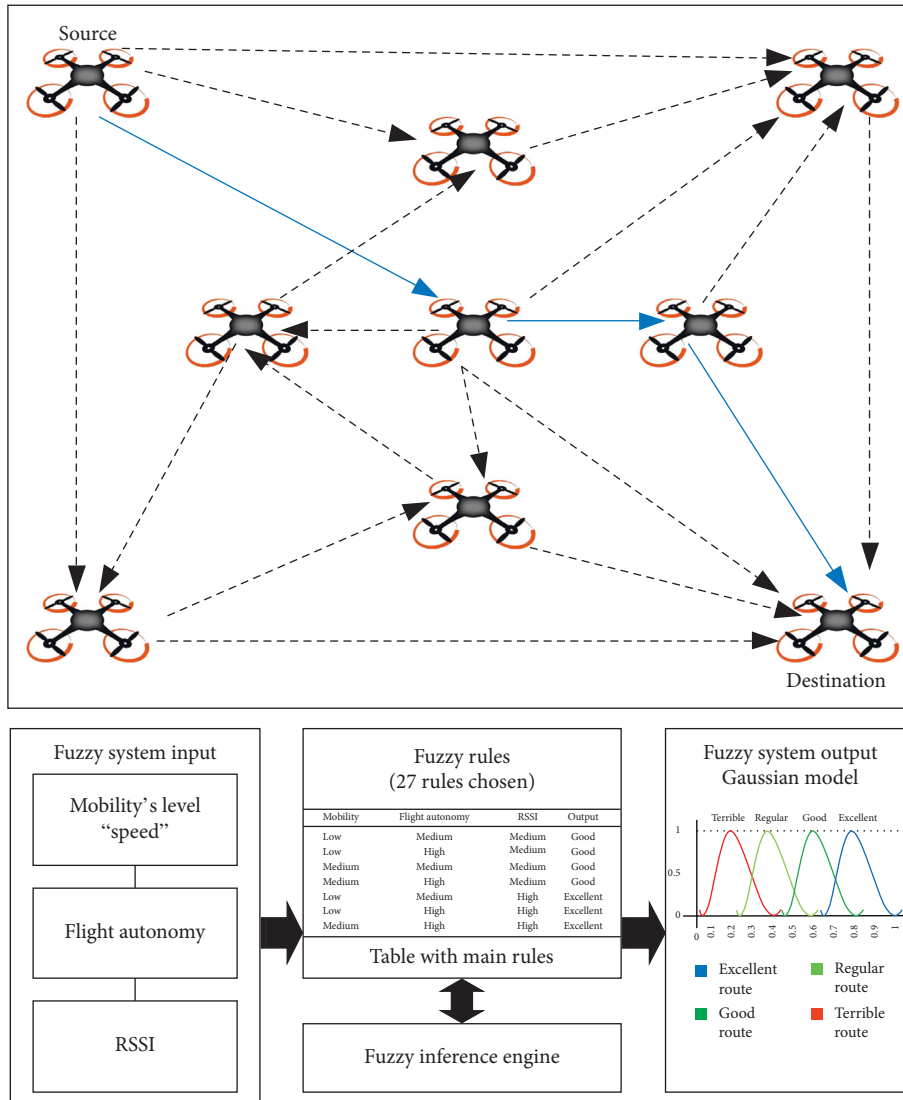 Source
Destination
Fuzzy system input
Mobility's level
"speed"
Flight autonomy
RSSI
Fuzzy rules
(27 rules chosen)
Mobility Flight autonomy RSSI Output
Low Medium Medium Good
Low High Medium Good
Medium Medium Medium Good
Medium High Medium Good
Low Medium High Excellent
Low High High Excellent
Medium High High Excellent
Table with main rules
Fuzzy inference engine
Fuzzy system output
Gaussian model
Terrible Regular Good Excellent
1
0.5
0
0 0.1 0.2 0.3 0.4 0.5 0.6 0.7 0.8 0.9 1
Excellent
route
Regular
route
Good
route
Terrible
route